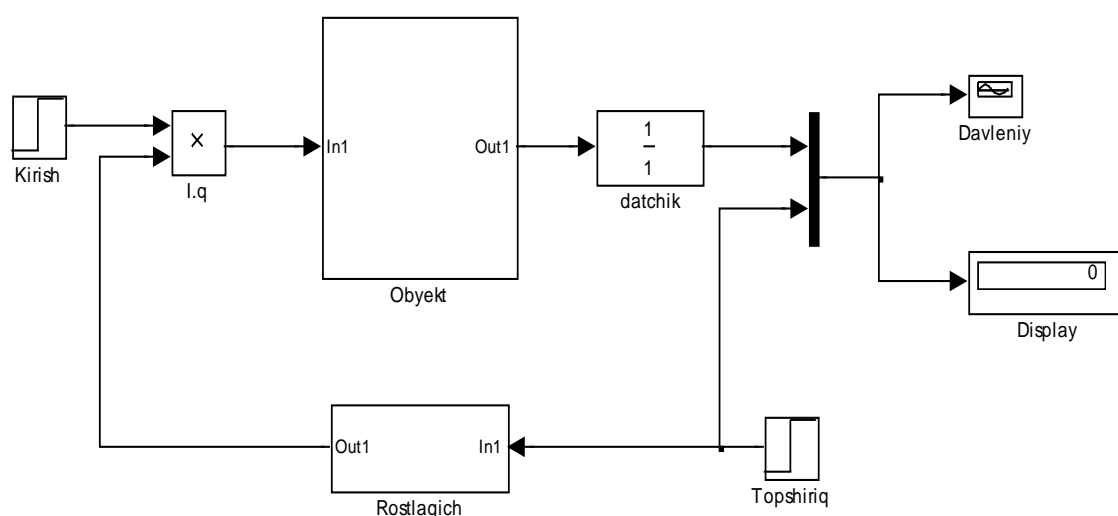 Kirish
×
I.q
In1
Out1
Obyekt
1
1
datchik
Davleniy
0
Display
Out1
In1
Rostlagich
Topshiriq